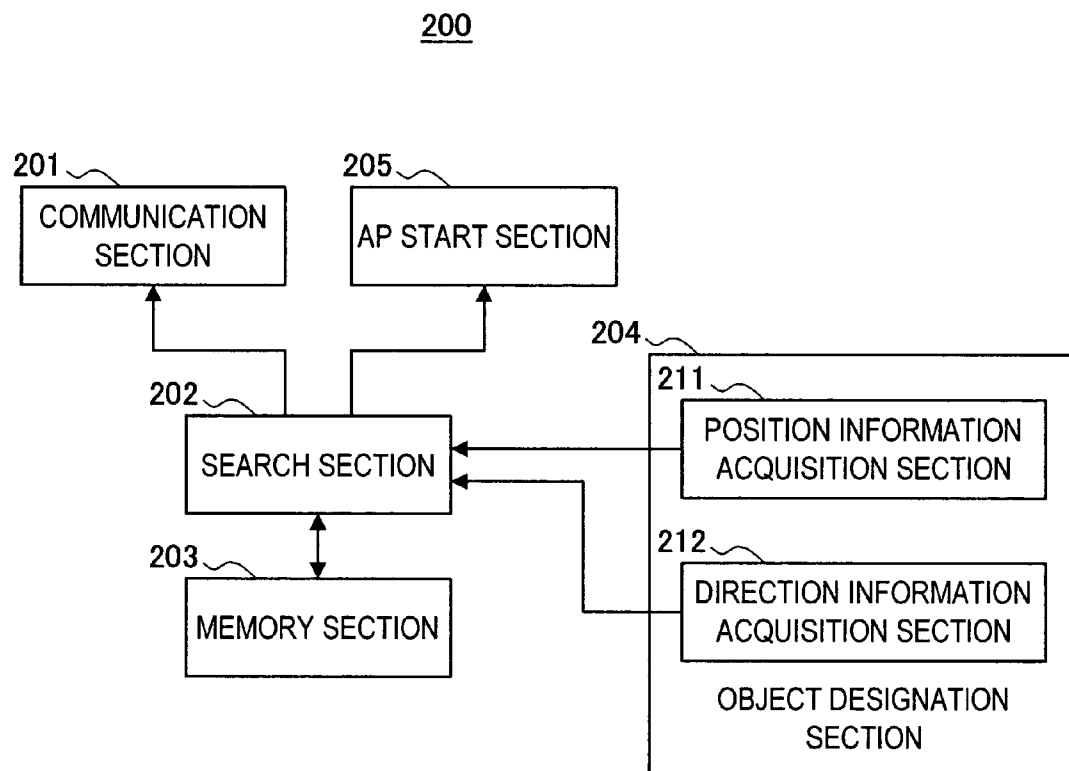 200
201
COMMUNICATION
SECTION
205
AP START SECTION
204
211
POSITION INFORMATION
ACQUISITION SECTION
202
SEARCH SECTION
212
DIRECTION INFORMATION
ACQUISITION SECTION
203
MEMORY SECTION
OBJECT DESIGNATION
SECTION